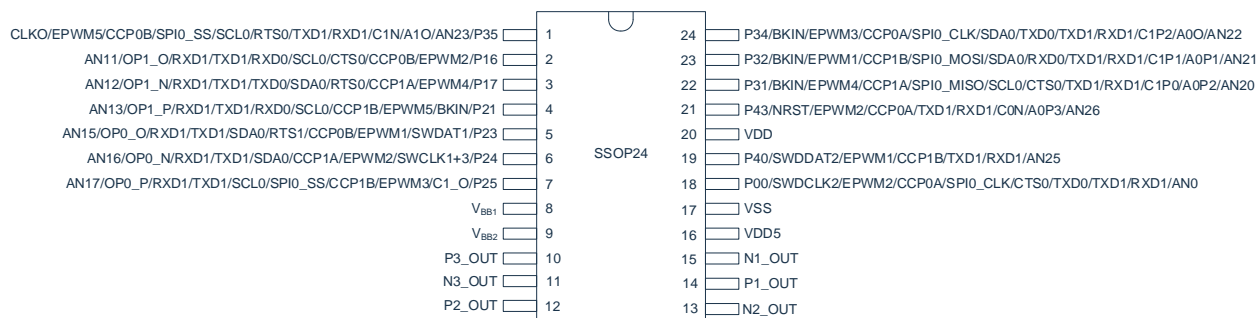 CLKO/EPWM5/CCP0B/SPI0_SS/SCL0/RTS0/TXD1/RXD1/C1N/A1O/AN23/P35 1
AN11/OP1_O/RXD1/TXD1/RXD0/SCL0/CTS0/CCP0B/EPWM2/P16 2
AN12/OP1_N/RXD1/TXD1/TXD0/SDA0/RTS0/CCP1A/EPWM4/P17 3
AN13/OP1_P/RXD1/TXD1/RXD0/SCL0/CCP1B/EPWM5/BKIN/P21 4
AN15/OP0_O/RXD1/TXD1/SDA0/RTS1/CCP0B/EPWM1/SWDAT1/P23 5
AN16/OP0_N/RXD1/TXD1/SDA0/CCP1A/EPWM2/SWCLK1+3/P24 6
AN17/OP0_P/RXD1/TXD1/SCL0/SPI0_SS/CCP1B/EPWM3/C1_O/P25 7
VBB1 8
VBB2 9
P3_OUT 10
N3_OUT 11
P2_OUT 12
SSOP24
24 P34/BKIN/EPWM3/CCP0A/SPI0_CLK/SDA0/TXD0/TXD1/RXD1/C1P2/A0O/AN22
23 P32/BKIN/EPWM1/CCP1B/SPI0_MOSI/SDA0/RXD0/TXD1/RXD1/C1P1/A0P1/AN21
22 P31/BKIN/EPWM4/CCP1A/SPI0_MISO/SCL0/CTS0/TXD1/RXD1/C1P0/A0P2/AN20
21 P43/NRST/EPWM2/CCP0A/TXD1/RXD1/C0N/A0P3/AN26
20 VDD
19 P40/SWDDAT2/EPWM1/CCP1B/TXD1/RXD1/AN25
18 P00/SWDCLK2/EPWM2/CCP0A/SPI0_CLK/CTS0/TXD0/TXD1/RXD1/AN0
17 VSS
16 VDD5
15 N1_OUT
14 P1_OUT
13 N2_OUT